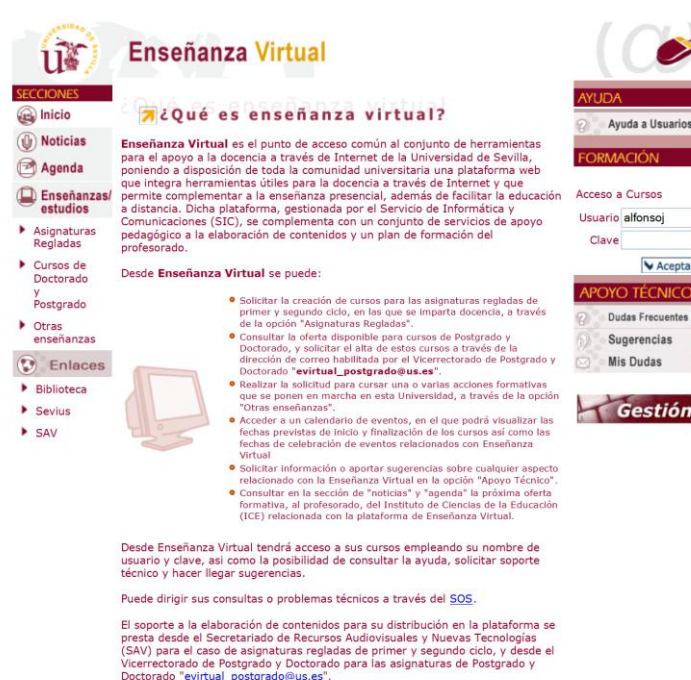 Enseñanza Virtual
SECCIONES
Inicio
Noticias
Agenda
Enseñanzas/
estudios
Asignaturas
Regladas
Cursos de
Doctorado
y
Postgrado
Otras
enseñanzas
Enlaces
Biblioteca
Sevius
SAV
¿Qué es enseñanza virtual?
Enseñanza Virtual es el punto de acceso común al conjunto de herramientas
para el apoyo a la docencia a través de Internet de la Universidad de Sevilla,
poniendo a disposición de toda la comunidad universitaria una plataforma web
que integra herramientas útiles para la docencia a través de Internet y que
permite complementar a la enseñanza presencial, además de facilitar la educación
a distancia. Dicha plataforma, gestionada por el Servicio de Informática y
Comunicaciones (SIC), se complementa con un conjunto de servicios de apoyo
pedagógico a la elaboración de contenidos y un plan de formación del
profesorado.
Desde Enseñanza Virtual se puede:
Solicitar la creación de cursos para las asignaturas regladas de
primer y segundo ciclo, en las que se imparta docencia, a través
de la opción "Asignaturas Regladas".
Consultar la oferta disponible para cursos de Postgrado y
Doctorado, y solicitar el alta de estos cursos a través de la
dirección de correo habilitada por el Vicerrectorado de Postgrado y
Doctorado "evirtual_postgrado@us.es".
Realizar la solicitud para cursar una o varias acciones formativas
que se ponen en marcha en esta Universidad, a través de la opción
"Otras enseñanzas".
Acceder a un calendario de eventos, en el que podrá visualizar las
fechas previstas de inicio y finalización de los cursos así como las
fechas de celebración de eventos relacionados con Enseñanza
Virtual
Solicitar información o aportar sugerencias sobre cualquier aspecto
relacionado con la Enseñanza Virtual en la opción "Apoyo Técnico".
Consultar en la sección de "noticias" y "agenda" la próxima oferta
formativa, al profesorado, del Instituto de Ciencias de la Educación
(ICE) relacionada con la plataforma de Enseñanza Virtual.
Desde Enseñanza Virtual tendrá acceso a sus cursos empleando su nombre de
usuario y clave, asi como la posibilidad de consultar la ayuda, solicitar soporte
técnico y hacer llegar sugerencias.
Puede dirigir sus consultas o problemas técnicos a través del SOS.
El soporte a la elaboración de contenidos para su distribución en la plataforma se
presta desde el Secretariado de Recursos Audiovisuales y Nuevas Tecnologías
(SAV) para el caso de asignaturas regladas de primer y segundo ciclo, y desde el
Vicerrectorado de Postgrado y Doctorado para las asignaturas de Postgrado y
Doctorado "evirtual_postgrado@us.es".
AYUDA
Ayuda a Usuarios
FORMACIÓN
Acceso a Cursos
Usuario alfonsoj
Clave
Acepta
APOYO TÉCNICO
Dudas Frecuentes
Sugerencias
Mis Dudas
Gestión